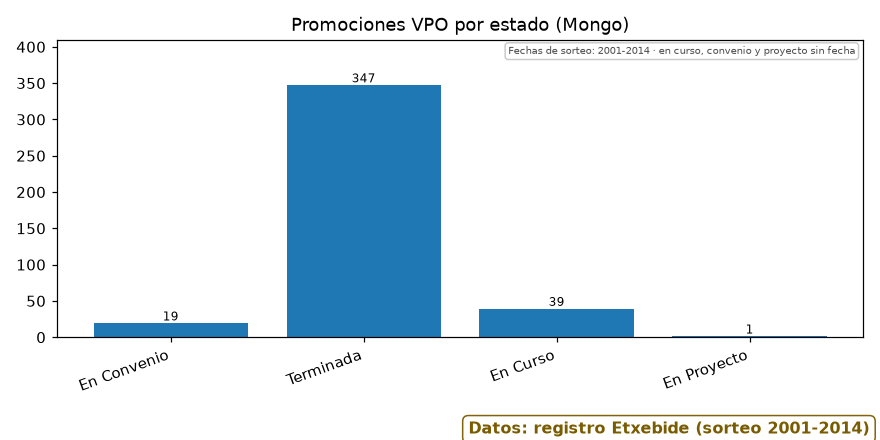 Promociones VPO por estado (Mongo)
Fechas de sorteo: 2001-2014 · en curso, convenio y proyecto sin fecha
400
350
300
250
200
150
100
50
0
19
347
39
1
En Convenio
Terminada
En Curso
En Proyecto
Datos: registro Etxebide (sorteo 2001-2014)